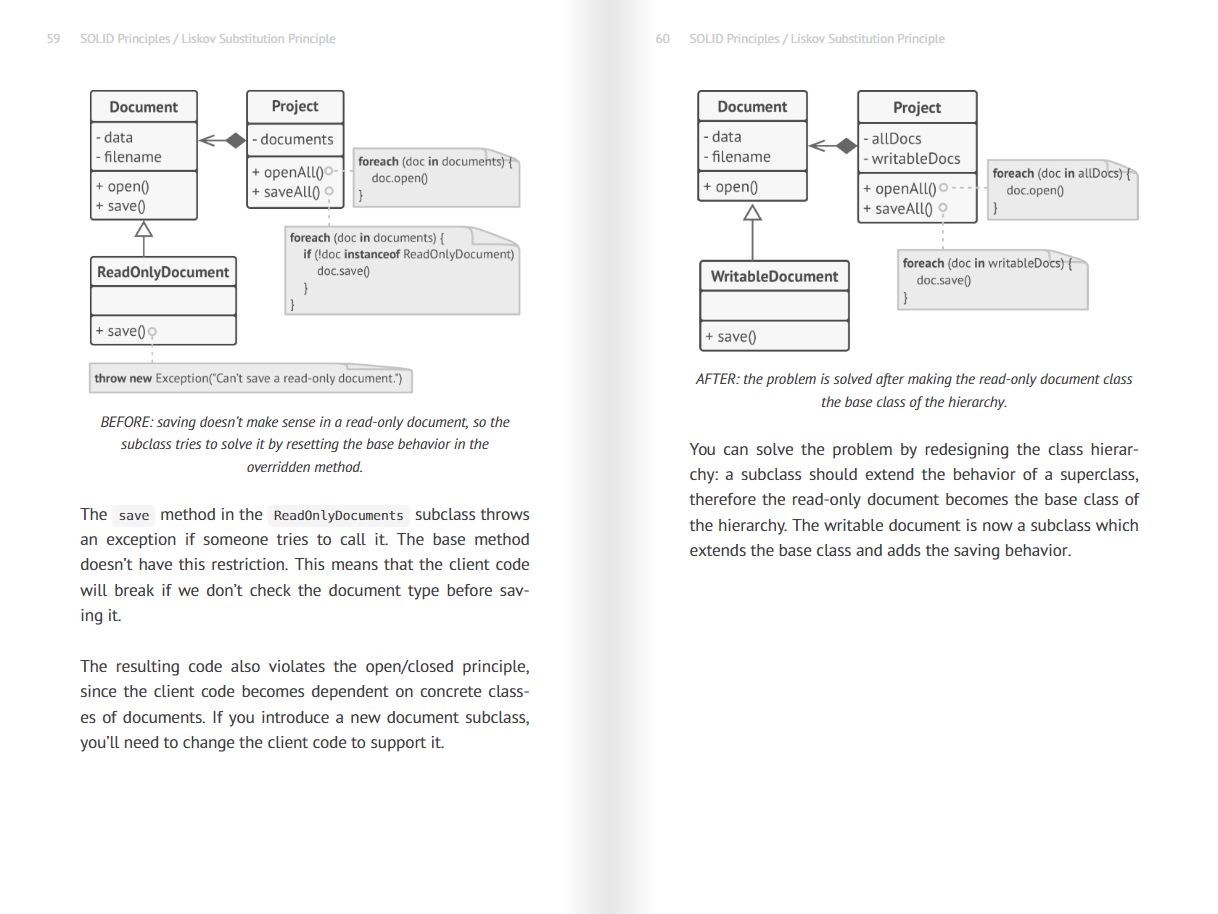 59 SOLID Principles / Liskov Substitution Principle
Document
- data
- filename
+ open()
+ save()
Project
- documents
+ openAll()
+ saveAll()
foreach (doc in documents) {
doc.open()
}
foreach (doc in documents) {
if (!doc instanceof ReadOnlyDocument)
doc.save()
}
}
ReadOnlyDocument
+ save()
throw new Exception("Can't save a read-only document.")
BEFORE: saving doesn't make sense in a read-only document, so the
subclass tries to solve it by resetting the base behavior in the
overridden method.
The save method in the ReadOnlyDocuments subclass throws
an exception if someone tries to call it. The base method
doesn't have this restriction. This means that the client code
will break if we don't check the document type before sav-
ing it.
The resulting code also violates the open/closed principle,
since the client code becomes dependent on concrete class-
es of documents. If you introduce a new document subclass,
you'll need to change the client code to support it.
60 SOLID Principles / Liskov Substitution Principle
Document
- data
- filename
+ open()
Project
- allDocs
- writableDocs
+ openAll()
+ saveAll()
foreach (doc in allDocs) {
doc.open()
}
foreach (doc in writableDocs) {
doc.save()
}
WritableDocument
+ save()
AFTER: the problem is solved after making the read-only document class
the base class of the hierarchy.
You can solve the problem by redesigning the class hierar-
chy: a subclass should extend the behavior of a superclass,
therefore the read-only document becomes the base class of
the hierarchy. The writable document is now a subclass which
extends the base class and adds the saving behavior.